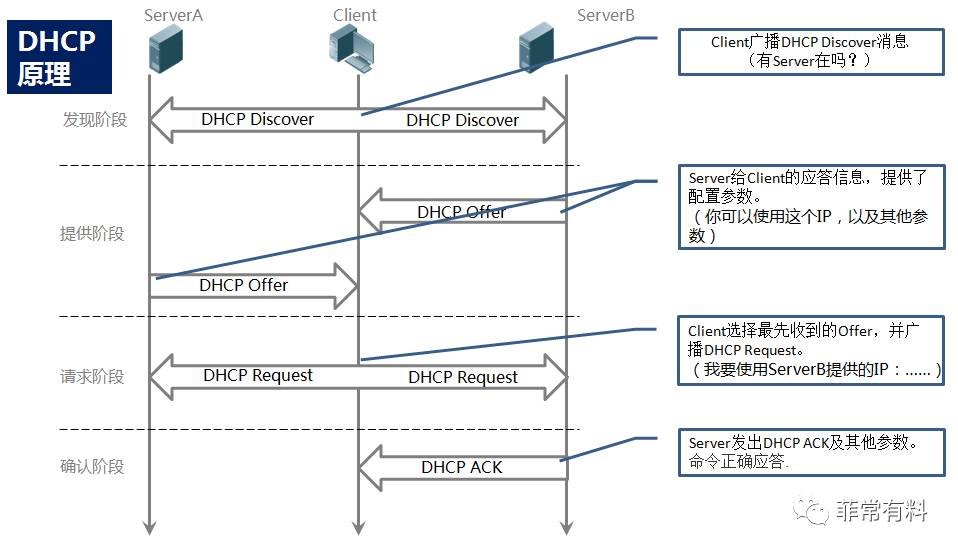 DHCP
原理
ServerA
Client
ServerB
Client广播DHCP Discover消息
（有Server在吗？）
发现阶段
DHCP Discover
DHCP Discover
提供阶段
DHCP Offer
DHCP Offer
Server给Client的应答信息，提供了
配置参数。
（你可以使用这个IP，以及其他参
数）
请求阶段
DHCP Request
DHCP Request
Client选择最先收到的Offer，并广
播DHCP Request。
（我要使用ServerB提供的IP：……）
确认阶段
DHCP ACK
Server发出DHCP ACK及其他参数。
命令正确应答.
菲常有料